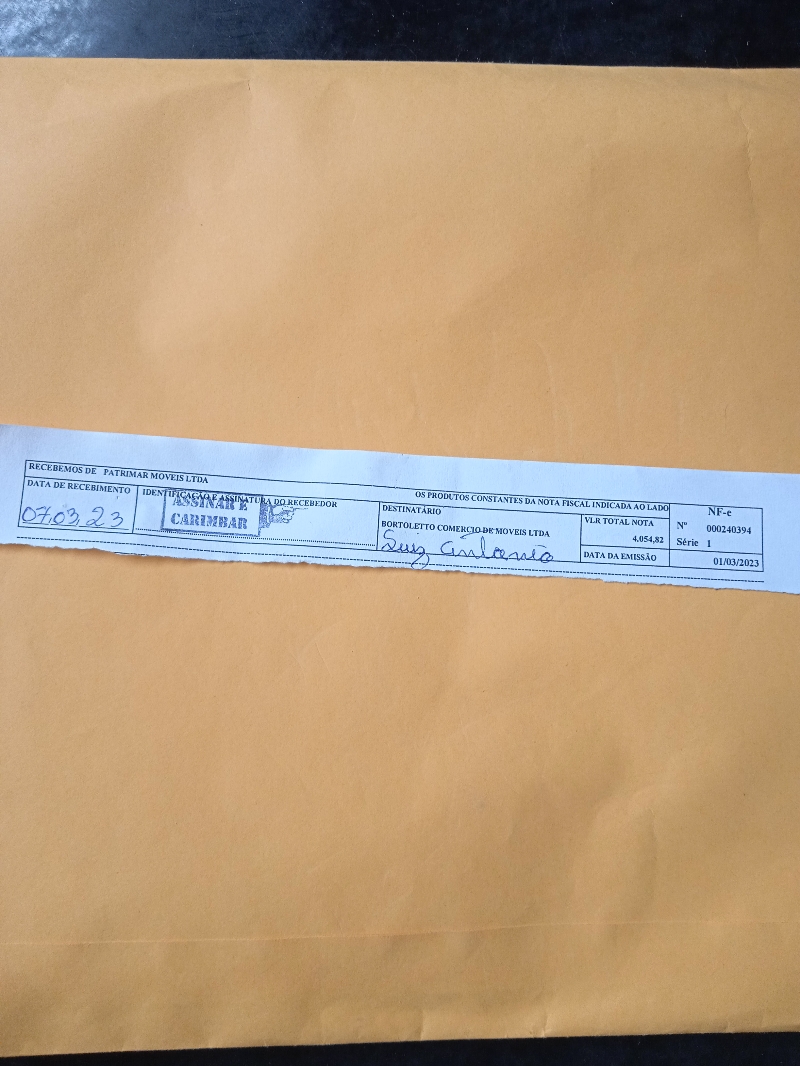 RECEBEMOS DE PATRIMAR MOVEIS LTDA
OS PRODUTOS CONSTANTES DA NOTA FISCAL INDICADA AO LADO
DATA DE RECEBIMENTO
07.03.23
IDENTIFICAÇÃO E ASSINATURA DO RECEBEDOR
ASSINAR E
CARIMBAR
DESTINATÁRIO
BORTOLETTO COMERCIO DE MOVEIS LTDA
Luiz Antonio
VLR TOTAL NOTA
4.054,82
DATA DA EMISSÃO
01/03/2023
NF-e
Nº 000240394
Série 1